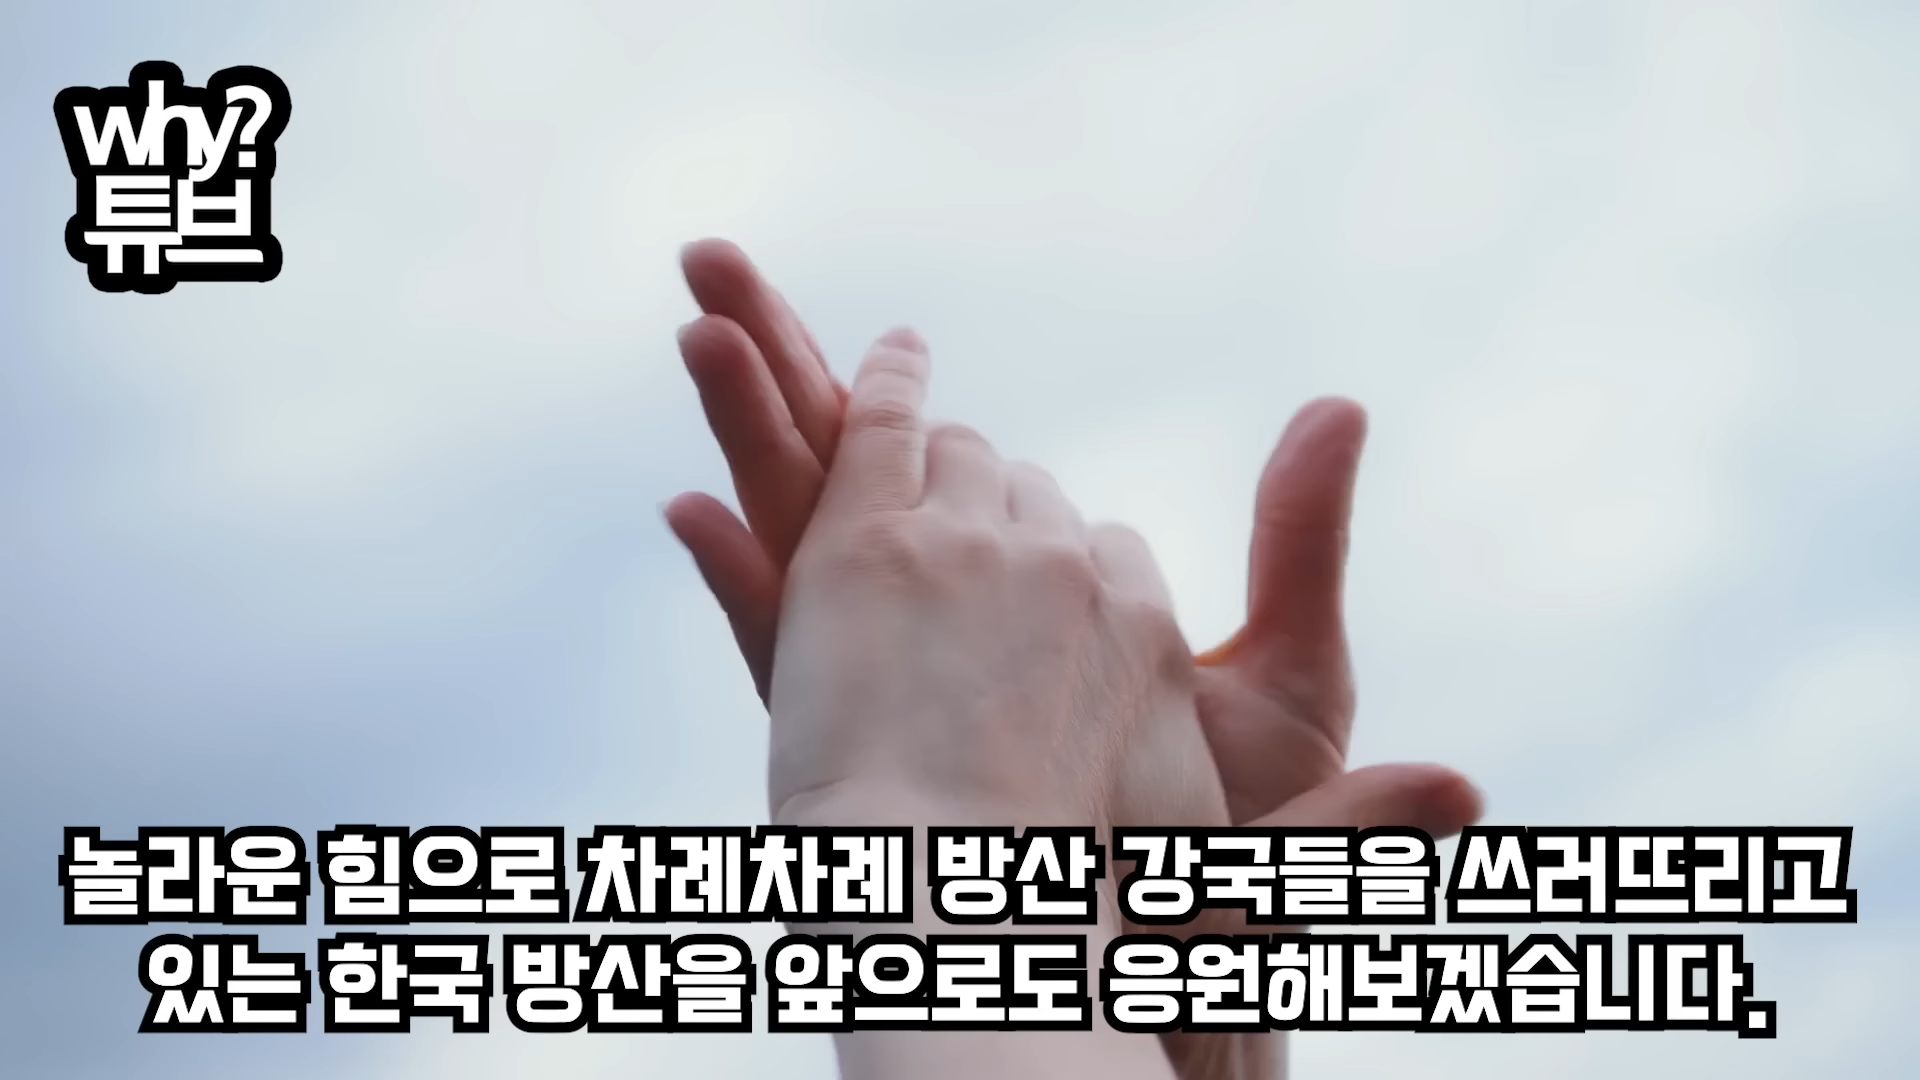 why?
튜브
놀라운 힘으로 차례차례 방산 강국들을 쓰러뜨리고
있는 한국 방산을 앞으로도 응원해보겠습니다.